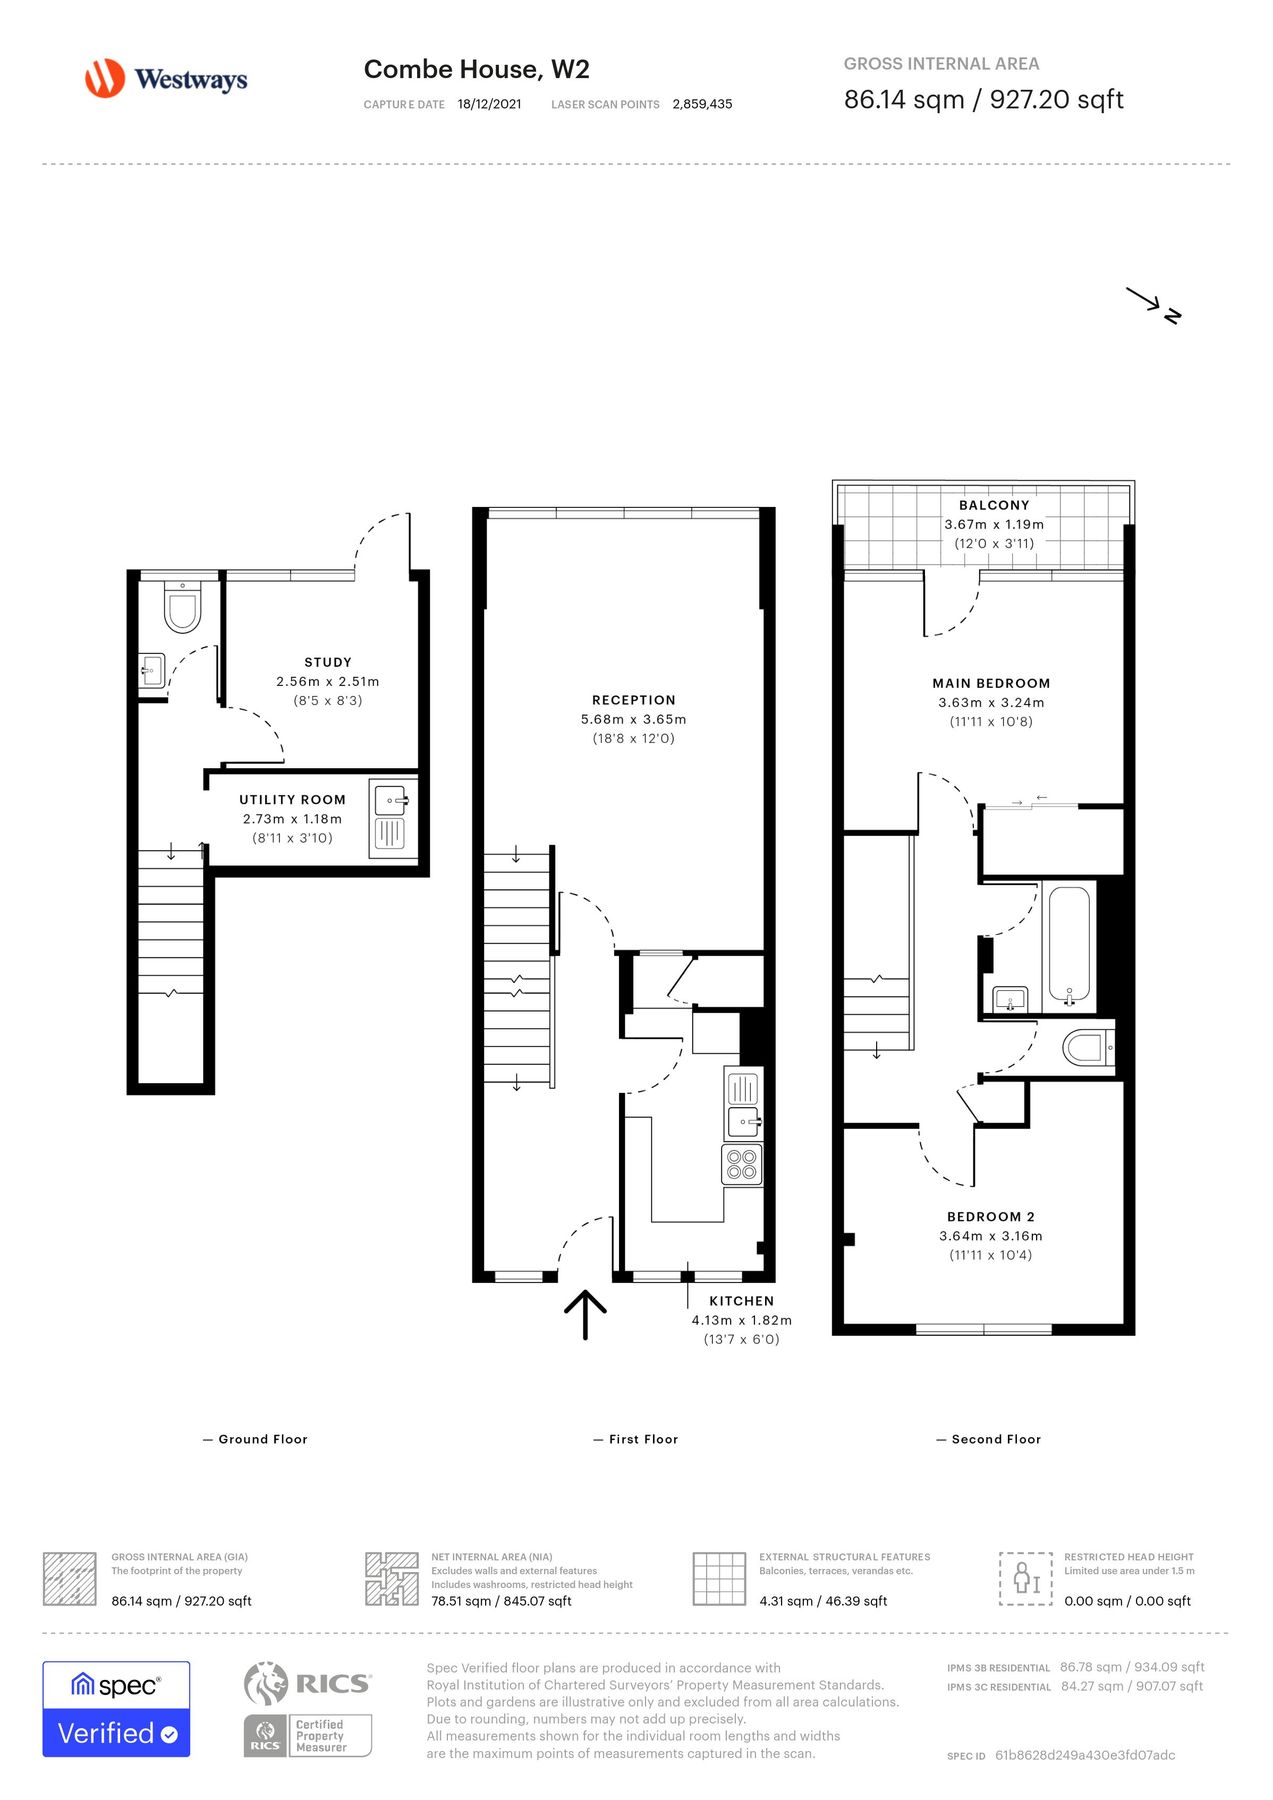 Westways
Combe House, W2
CAPTURE DATE 18/12/2021 LASER SCAN POINTS 2,859,435
GROSS INTERNAL AREA
86.14 sqm / 927.20 sqft
N
BALCONY
3.67m x 1.19m
(12'0 x 3'11)
STUDY
2.56m x 2.51m
(8'5 x 8'3)
RECEPTION
5.68m x 3.65m
(18'8 x 12'0)
MAIN BEDROOM
3.63m x 3.24m
(11'11 x 10'8)
UTILITY ROOM
2.73m x 1.18m
(8'11 x 3'10)
BEDROOM 2
3.64m x 3.16m
(11'11 x 10'4)
KITCHEN
4.13m x 1.82m
(13'7 x 6'0)
— Ground Floor
— First Floor
— Second Floor
GROSS INTERNAL AREA (GIA)
The footprint of the property
86.14 sqm / 927.20 sqft
NET INTERNAL AREA (NIA)
Excludes walls and external features
Includes washrooms, restricted head height
78.51 sqm / 845.07 sqft
EXTERNAL STRUCTURAL FEATURES
Balconies, terraces, verandas etc.
4.31 sqm / 46.39 sqft
RESTRICTED HEAD HEIGHT
Limited use area under 1.5 m
0.00 sqm / 0.00 sqft
spec®
Verified
RICS
RICS
Certified
Property
Measurer
Spec Verified floor plans are produced in accordance with
Royal Institution of Chartered Surveyors' Property Measurement Standards.
Plots and gardens are illustrative only and excluded from all area calculations.
Due to rounding, numbers may not add up precisely.
All measurements shown for the individual room lengths and widths
are the maximum points of measurements captured in the scan.
IPMS 3B RESIDENTIAL 86.78 sqm / 934.09 sqft
IPMS 3C RESIDENTIAL 84.27 sqm / 907.07 sqft
SPEC ID 61b8628d249a430e3fd07adc